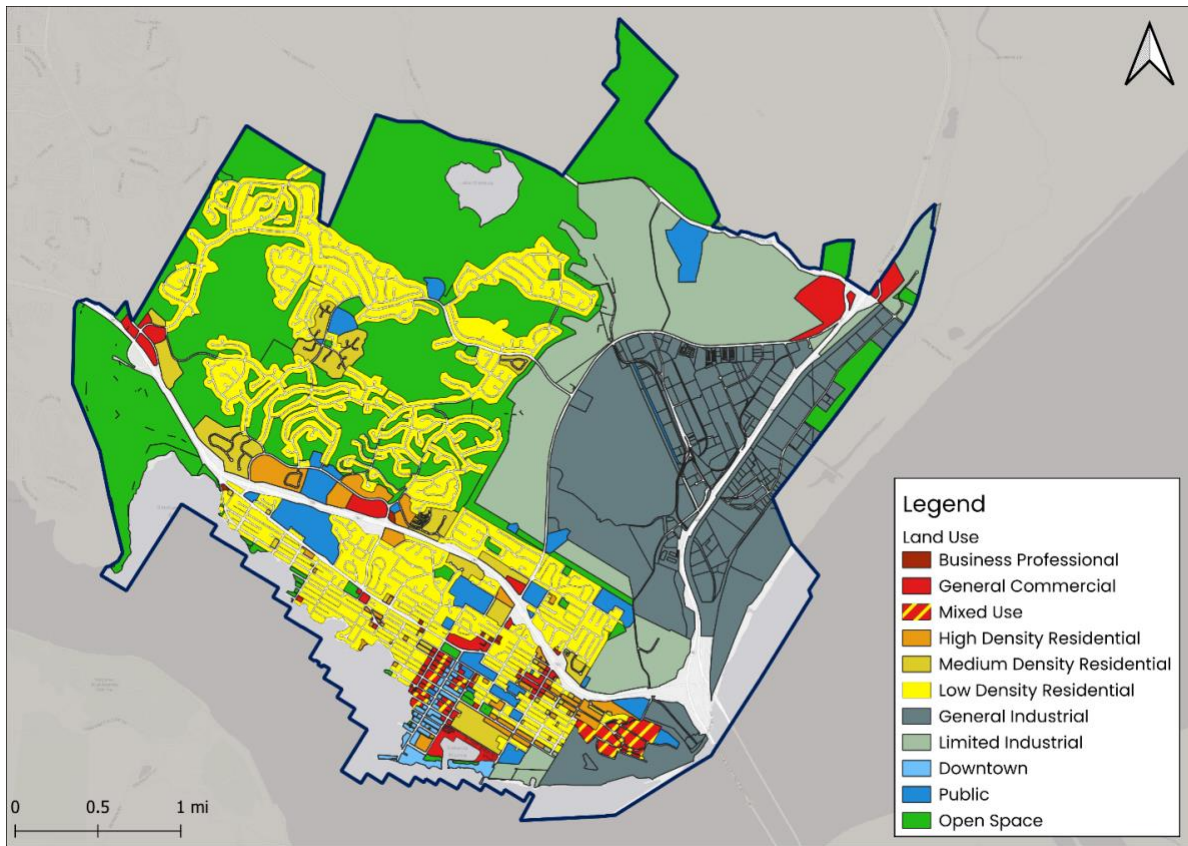 Legend
Land Use
Business Professional
General Commercial
Mixed Use
High Density Residential
Medium Density Residential
Low Density Residential
General Industrial
Limited Industrial
Downtown
Public
Open Space
0 0.5 1 mi